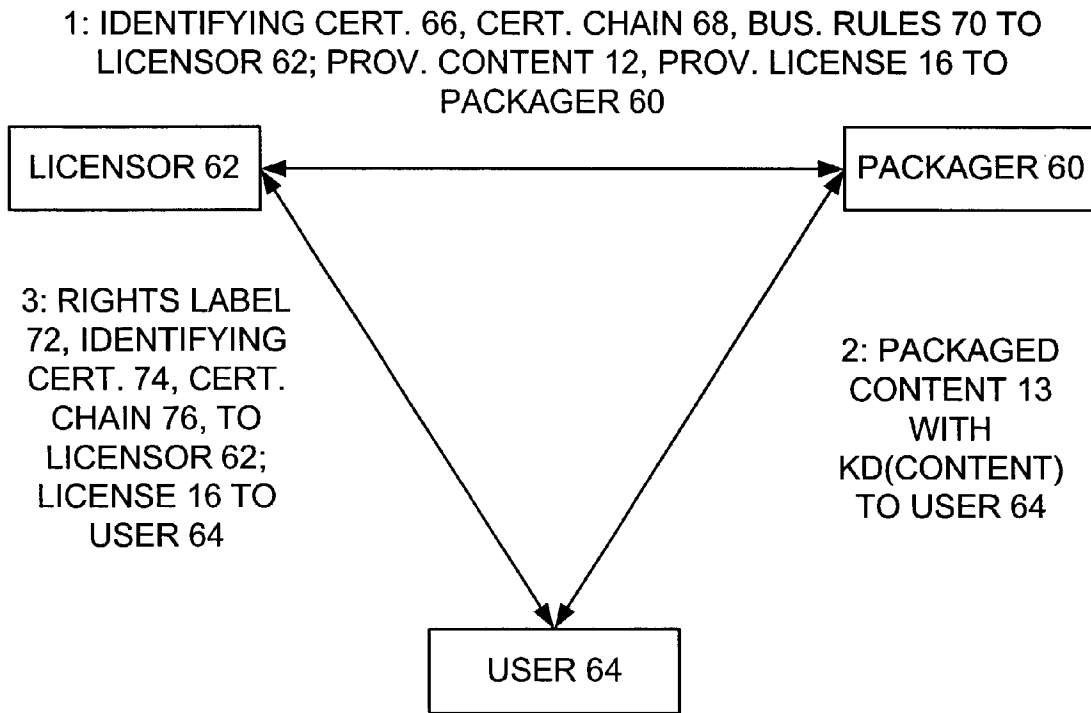 1: IDENTIFYING CERT. 66, CERT. CHAIN 68, BUS. RULES 70 TO
LICENSOR 62; PROV. CONTENT 12, PROV. LICENSE 16 TO
PACKAGER 60
LICENSOR 62
PACKAGER 60
3: RIGHTS LABEL
72, IDENTIFYING
CERT. 74, CERT.
CHAIN 76, TO
LICENSOR 62;
LICENSE 16 TO
USER 64
2: PACKAGED
CONTENT 13
WITH
KD(CONTENT)
TO USER 64
USER 64